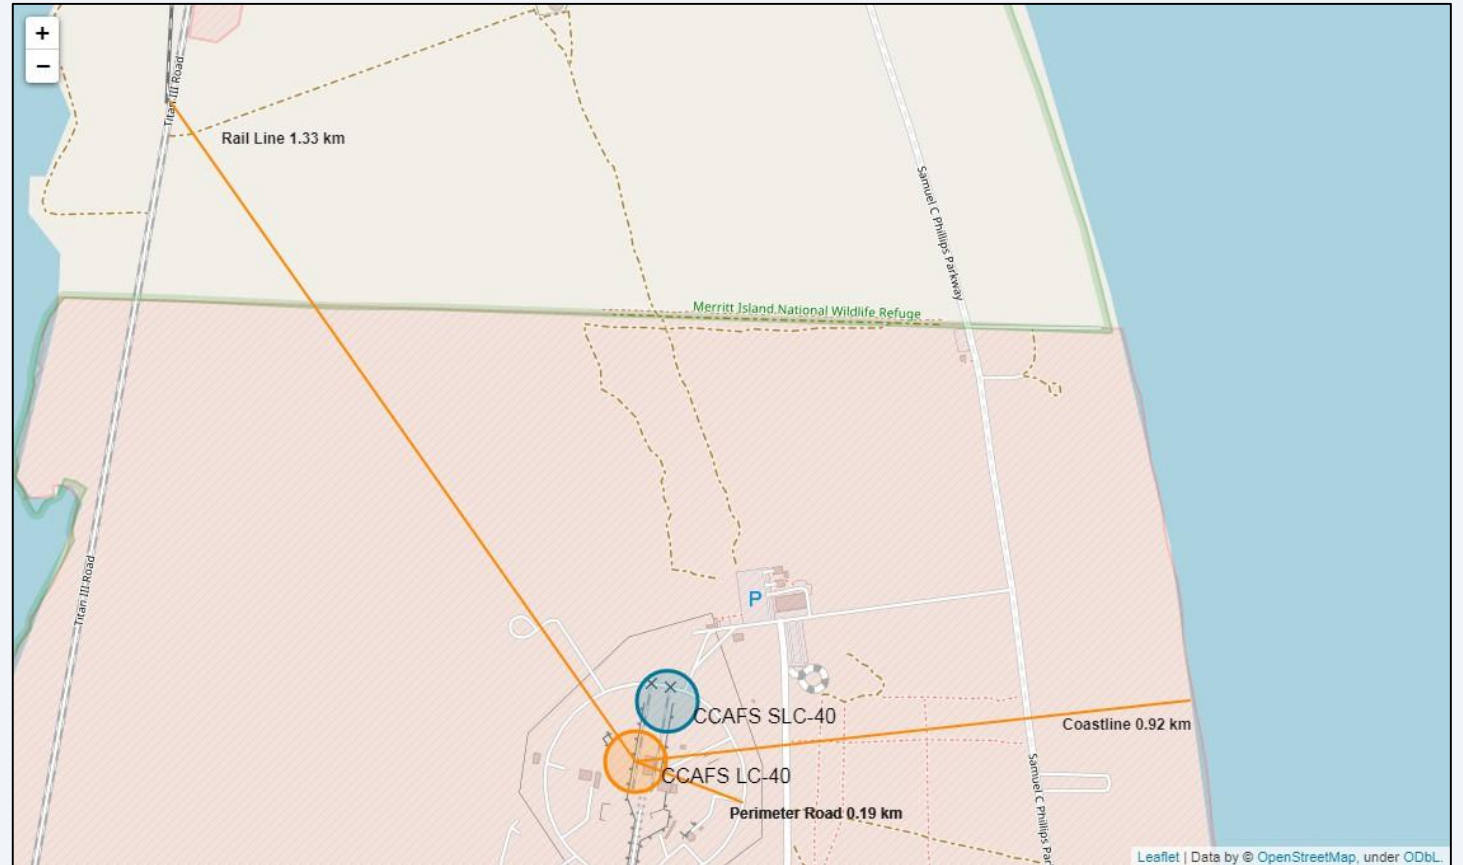 +
−
Titan III Road
Rail Line 1.33 km
Samuel C Phillips Parkway
Merritt Island National Wildlife Refuge
Titan III Road
P
CCAFS SLC-40
Coastline 0.92 km
CCAFS LC-40
Perimeter Road 0.19 km
Samuel C Phillips Par
Leaflet | Data by © OpenStreetMap, under ODbL.